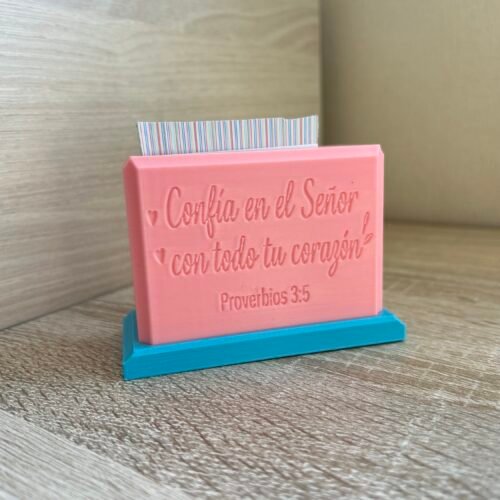 Confía en el Señor
con todo tu corazón
Proverbios 3:5